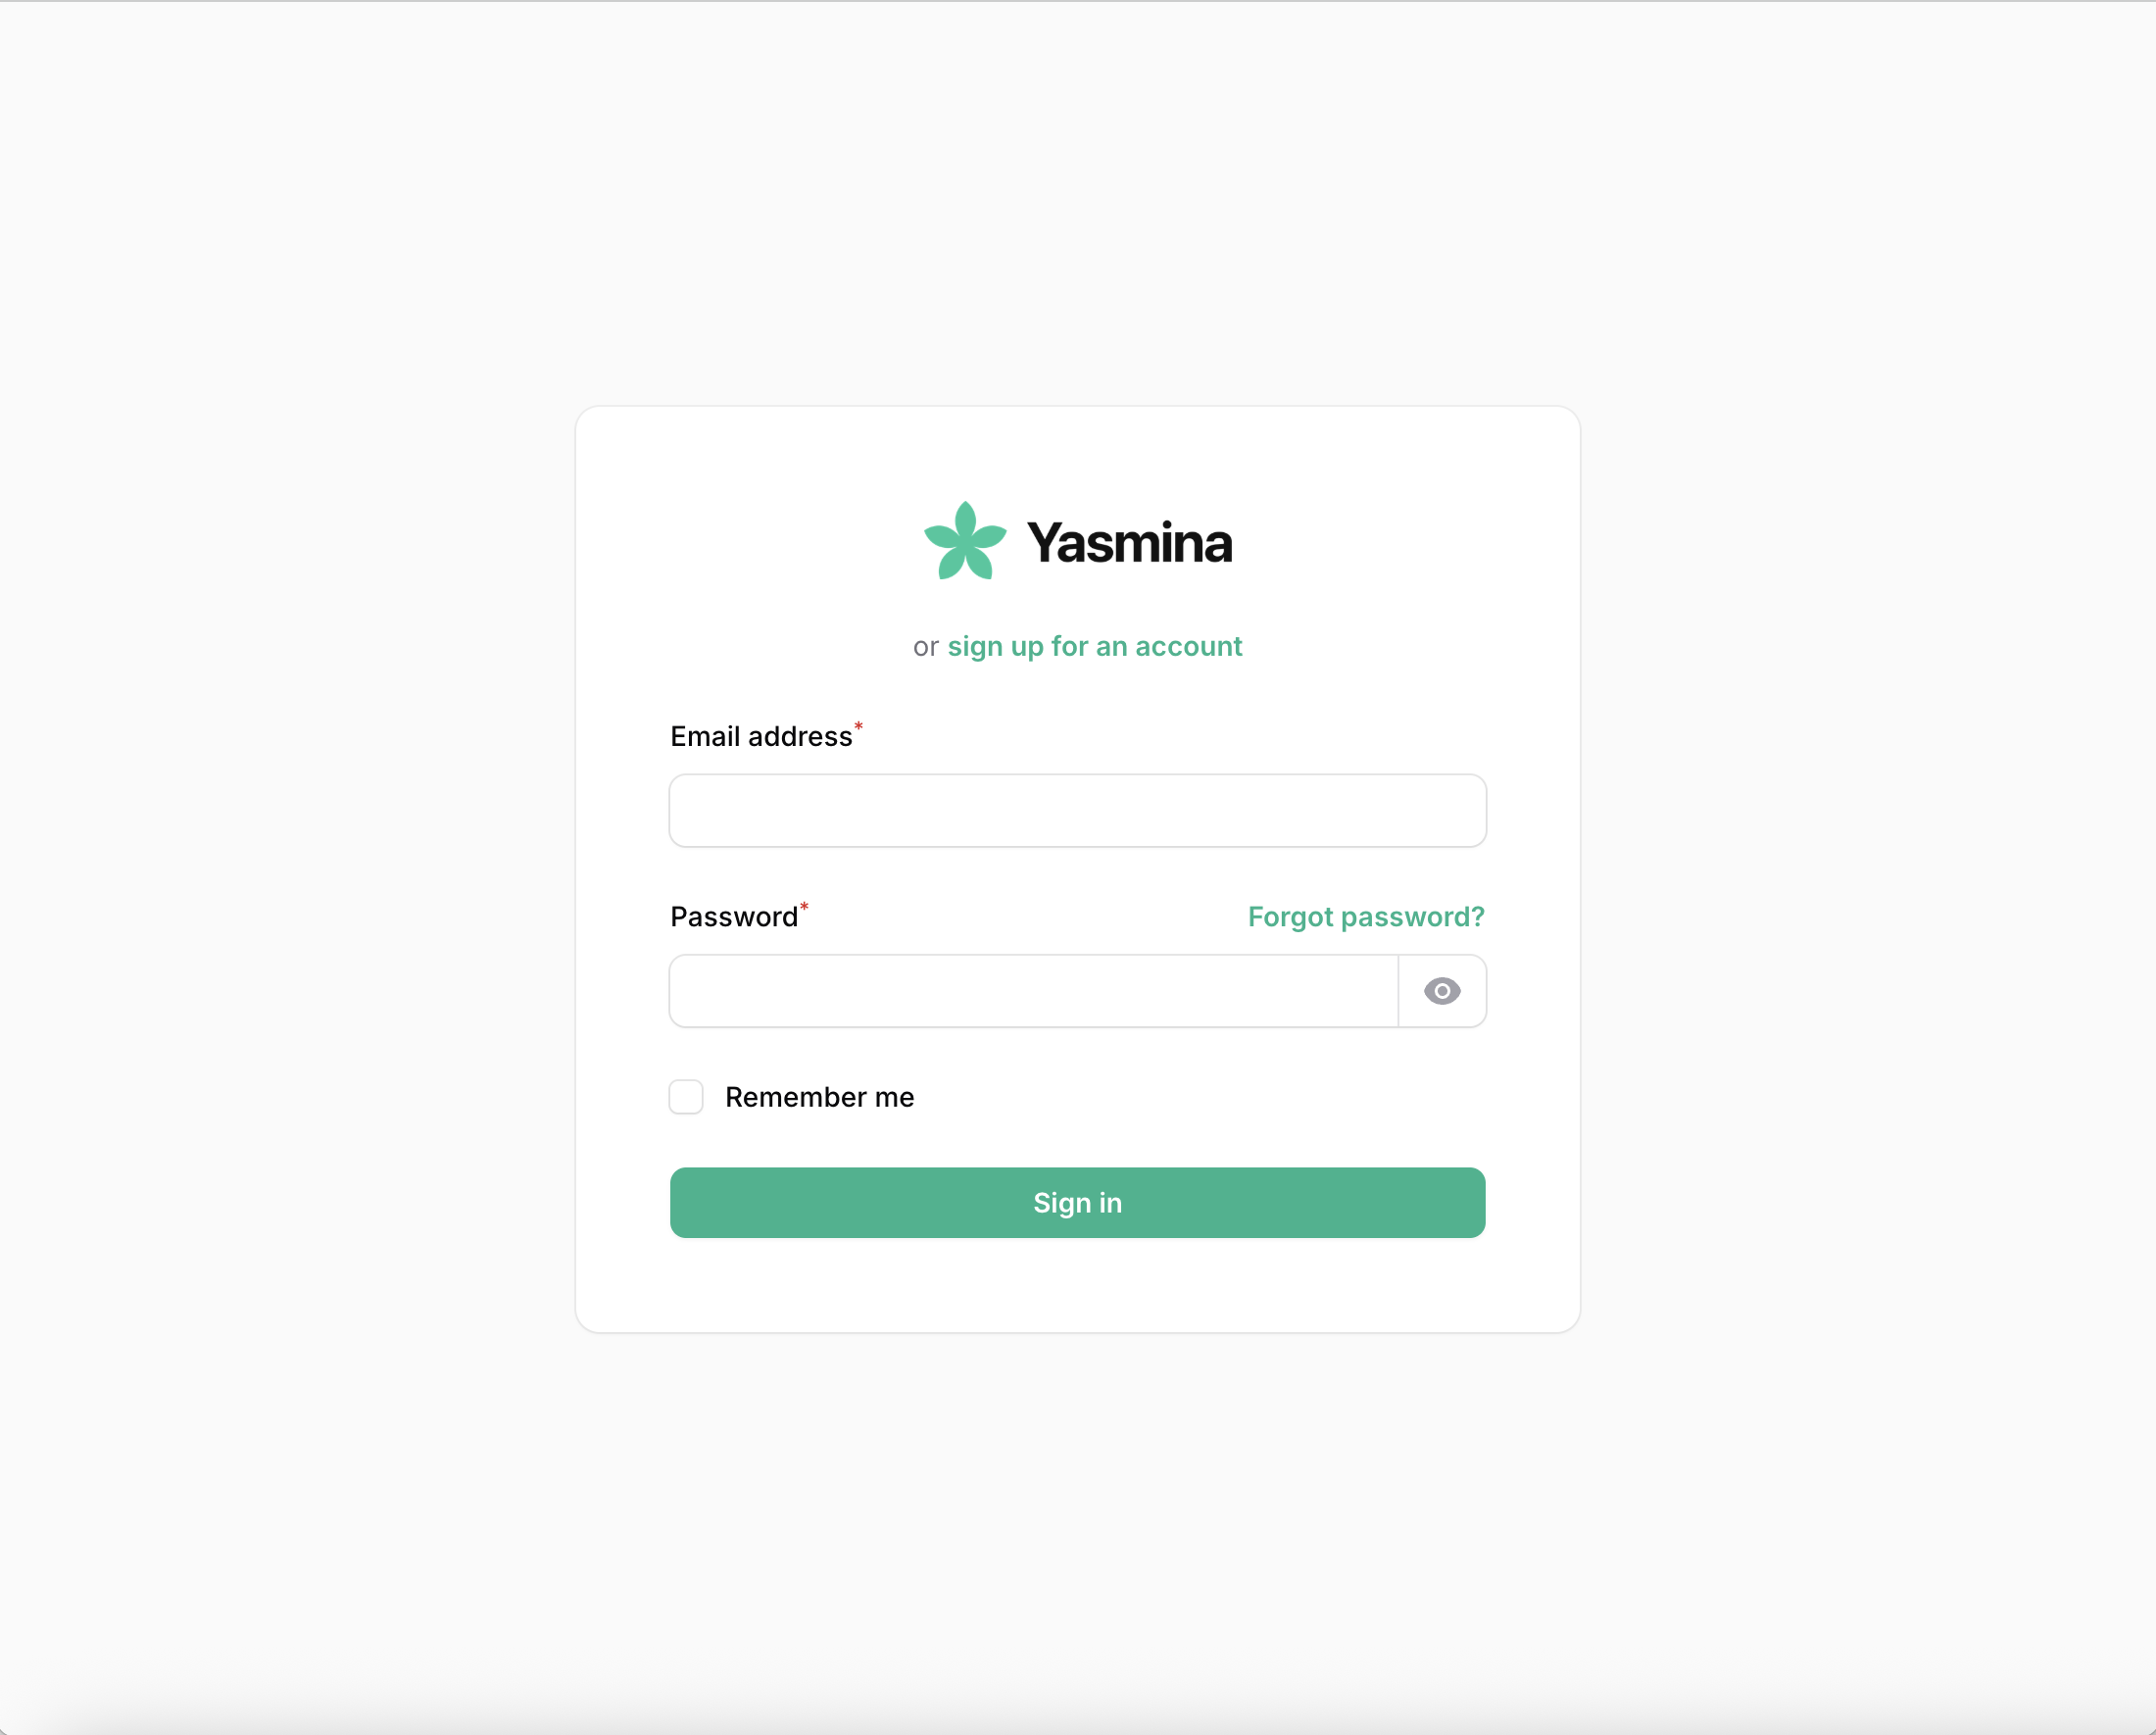 Yasmina
or sign up for an account
Email address*
Password*
Forgot password?
Remember me
Sign in